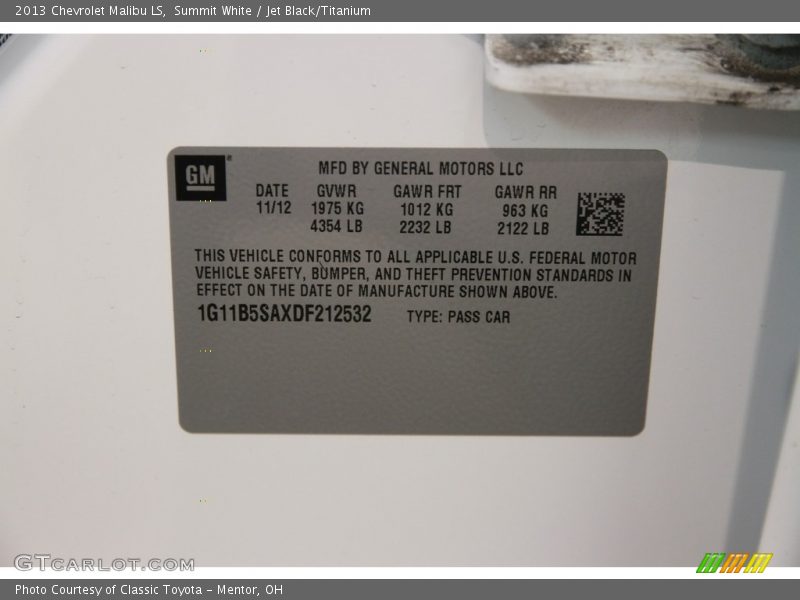 2013 Chevrolet Malibu LS,  Summit White / Jet Black/Titanium
GM
MFD BY GENERAL MOTORS LLC
DATE GVWR GAWR FRT GAWR RR
11/12 1975 KG 1012 KG 963 KG
4354 LB 2232 LB 2122 LB
THIS VEHICLE CONFORMS TO ALL APPLICABLE U.S. FEDERAL MOTOR
VEHICLE SAFETY, BUMPER, AND THEFT PREVENTION STANDARDS IN
EFFECT ON THE DATE OF MANUFACTURE SHOWN ABOVE.
1G11B5SAXDF212532 TYPE: PASS CAR
GTCARLOT.COM
Photo Courtesy of Classic Toyota - Mentor, OH